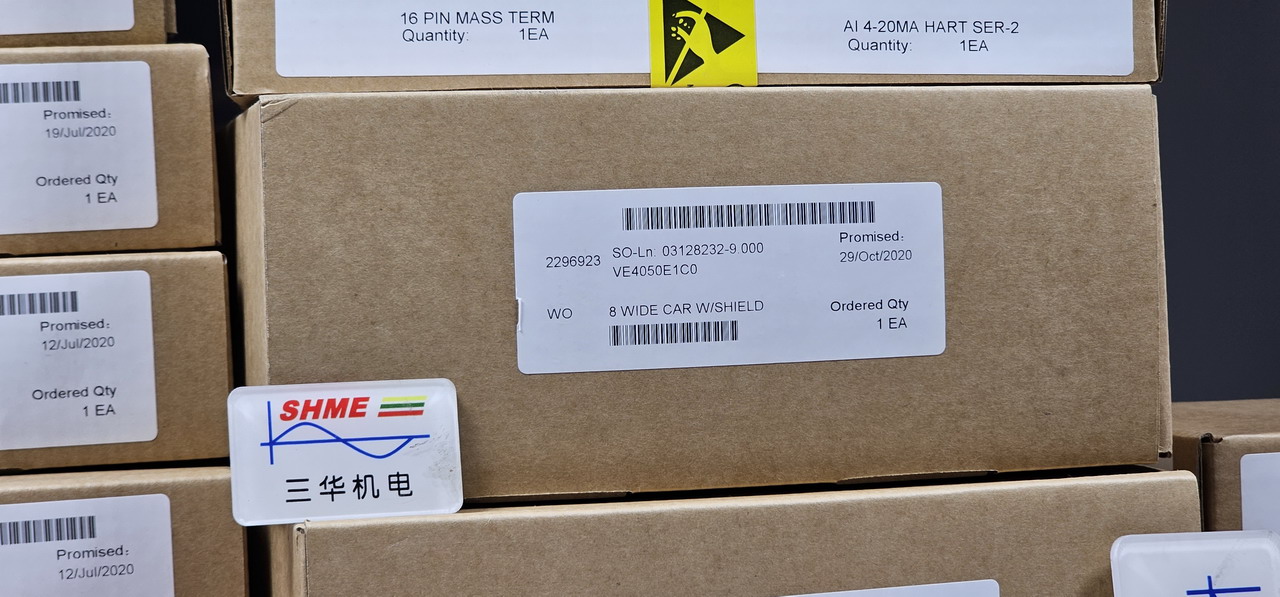 16 PIN MASS TERM
Quantity: 1EA
AI 4-20MA HART SER-2
Quantity: 1EA
Promised:
19/Jul/2020
Ordered Qty
1 EA
2296923
SO-Ln: 03128232-9.000
VE4050E1C0
Promised:
29/Oct/2020
WO
8 WIDE CAR W/SHIELD
Ordered Qty
1 EA
Promised:
12/Jul/2020
Ordered Qty
1 EA
SHME
三华机电
Promised:
12/Jul/2020